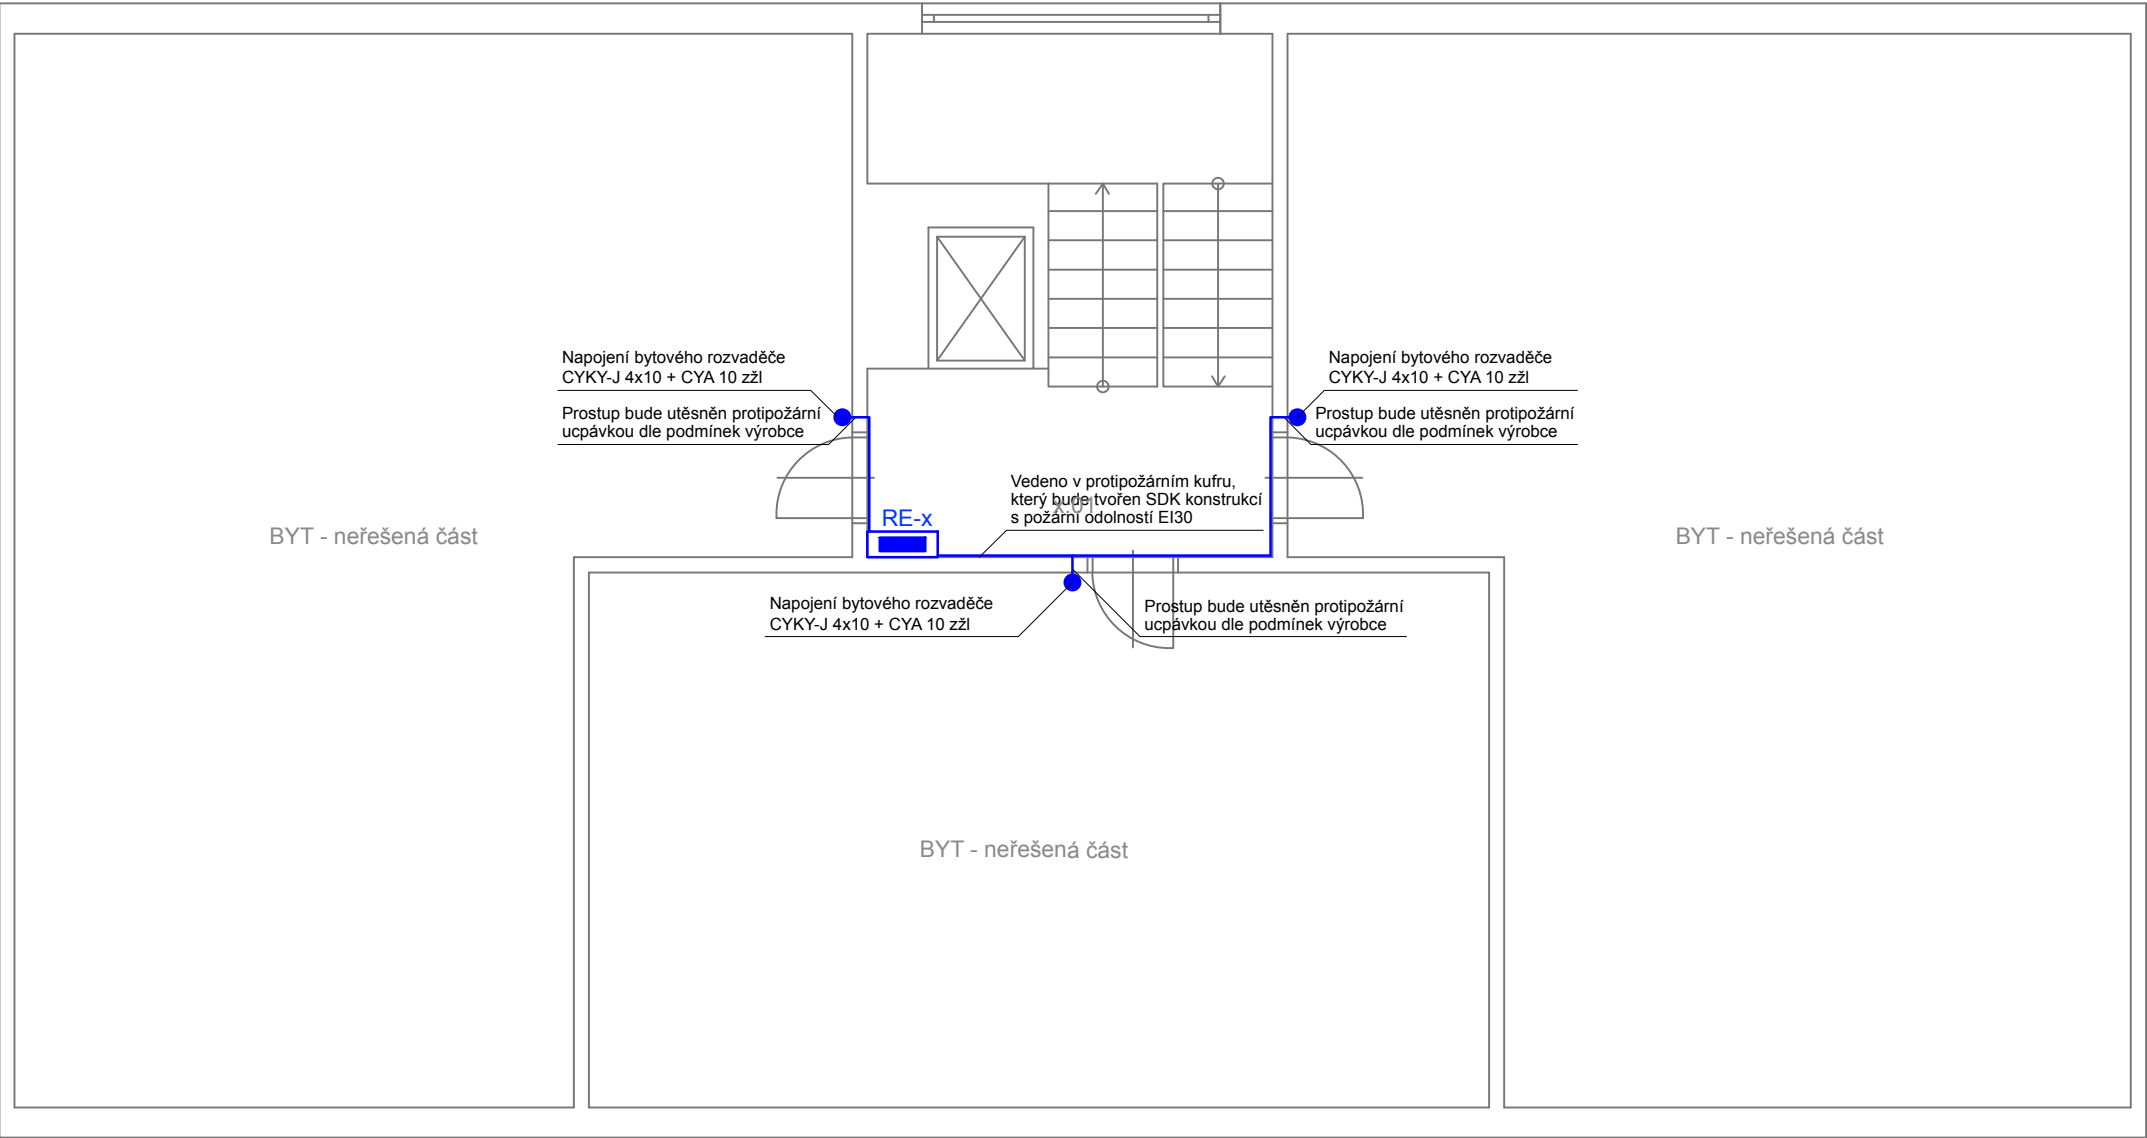 Napojení bytového rozvaděče
CYKY-J 4x10 + CYA 10 zžl
Prostup bude utěsněn protipožární
ucpávkou dle podmínek výrobce
Napojení bytového rozvaděče
CYKY-J 4x10 + CYA 10 zžl
Prostup bude utěsněn protipožární
ucpávkou dle podmínek výrobce
Vedeno v protipožárním kufru,
který bude tvořen SDK konstrukcí
s požární odolností EI30
x.01
RE-x
BYT - neřešená část
BYT - neřešená část
Napojení bytového rozvaděče
CYKY-J 4x10 + CYA 10 zžl
Prostup bude utěsněn protipožární
ucpávkou dle podmínek výrobce
BYT - neřešená část